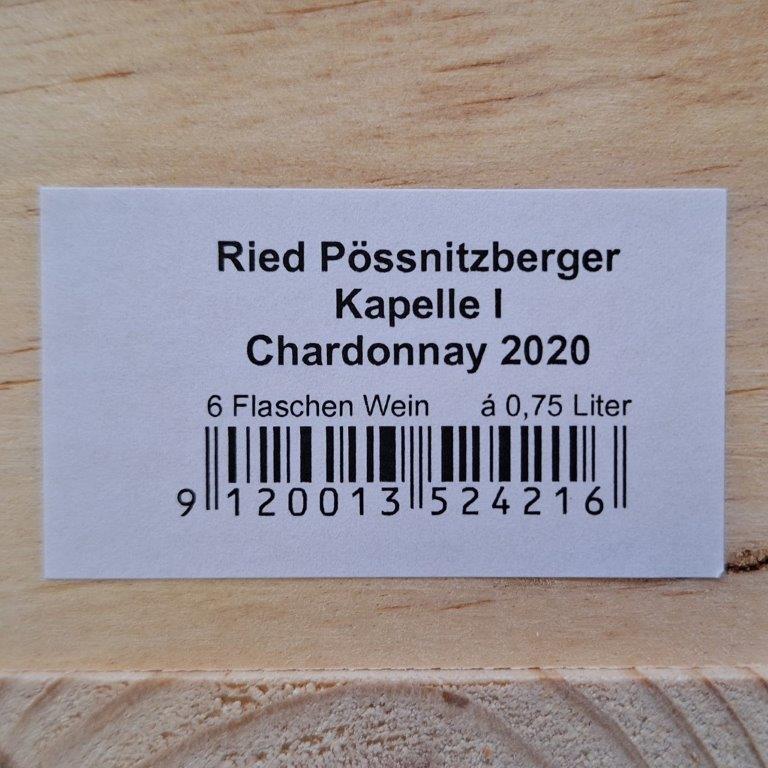 Ried Pössnitzberger
Kapelle I
Chardonnay 2020
6 Flaschen Wein á 0,75 Liter
9 120013 524216